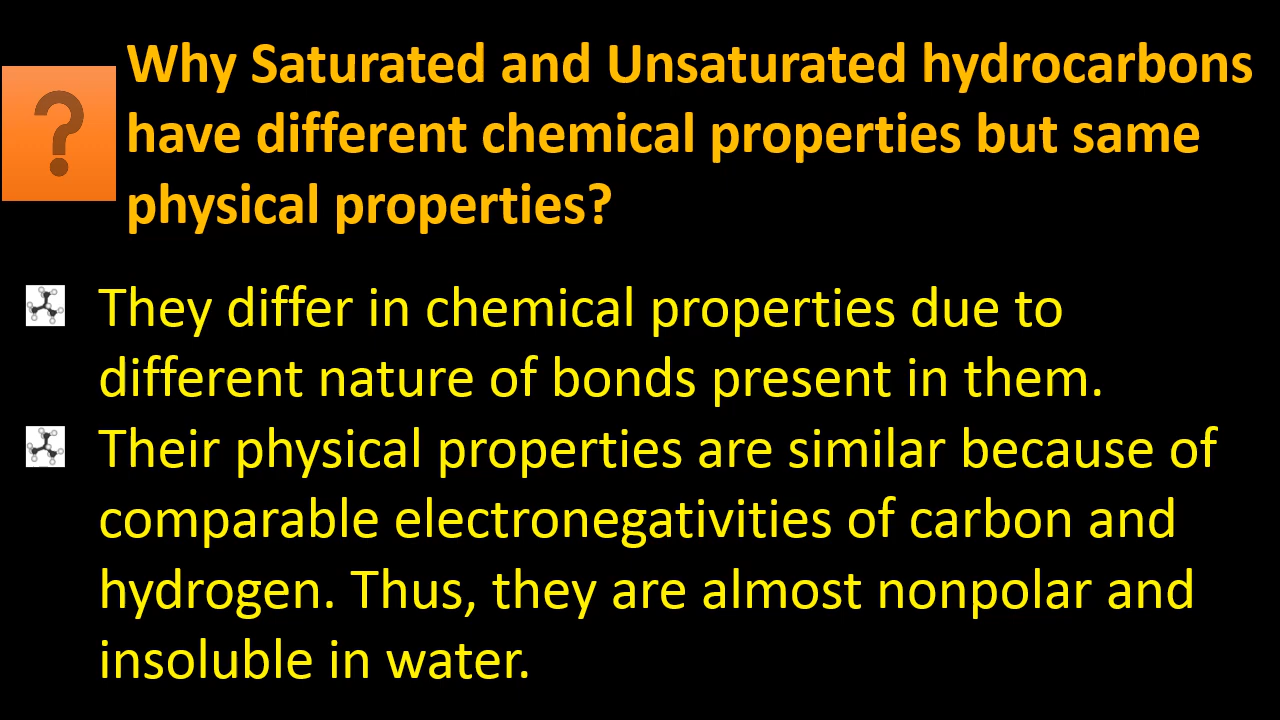 Why Saturated and Unsaturated hydrocarbons
have different chemical properties but same
physical properties?
?
They differ in chemical properties due to
different nature of bonds present in them.
Their physical properties are similar because of
comparable electronegativities of carbon and
hydrogen. Thus, they are almost nonpolar and
insoluble in water.